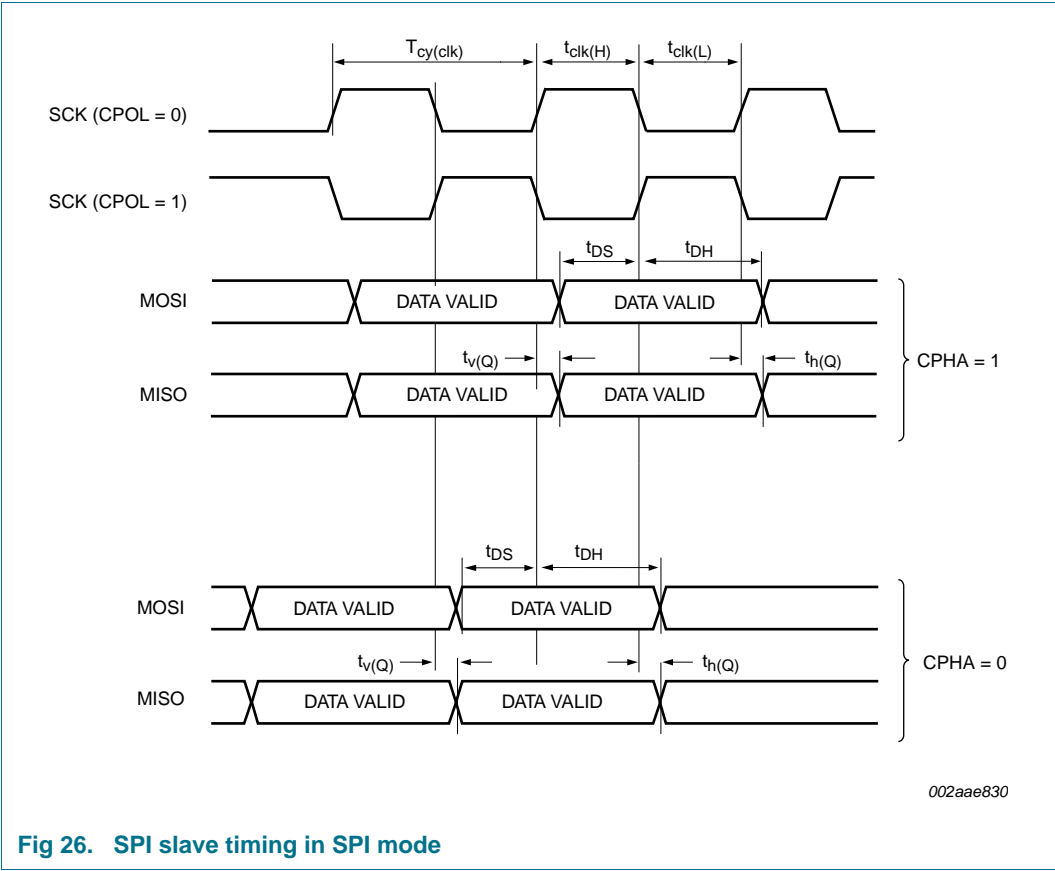 Tcy(clk) tclk(H) tclk(L)
SCK (CPOL = 0)
SCK (CPOL = 1)
tDS tDH
MOSI DATA VALID DATA VALID
tv(Q) th(Q)
CPHA = 1
MISO DATA VALID DATA VALID
tDS tDH
MOSI DATA VALID DATA VALID
tv(Q) th(Q)
CPHA = 0
MISO DATA VALID DATA VALID
002aae830
Fig 26. SPI slave timing in SPI mode